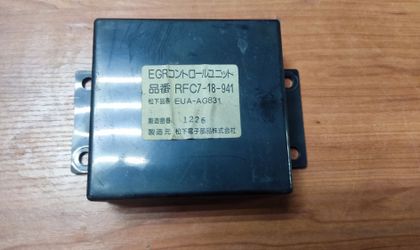 EGRコントロールユニット
品番 RFC7-18-941
松下品番 EUA-AG831
製造番号 1226
製造元 松下電子部品株式会社